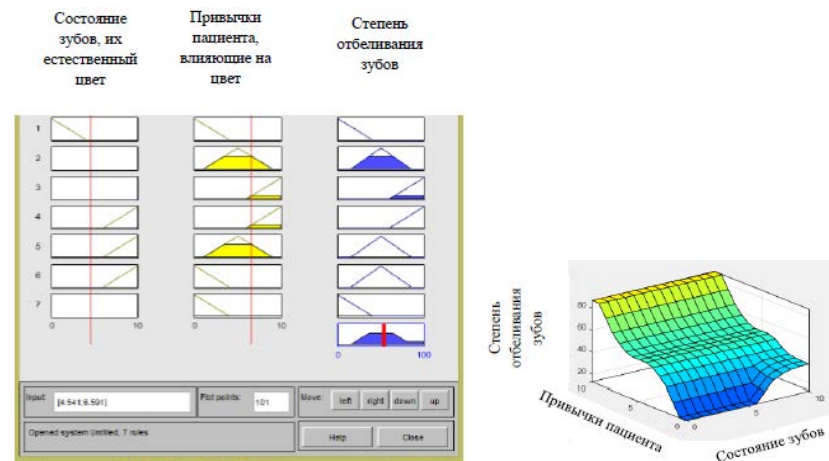 Состояние
зубов, их
естественный
цвет
Привычки
пациента,
влияющие на
цвет
Степень
отбеливания
зубов
1
2
3
4
5
6
7
0 10
0 10
0 100
Input: [4.541;6.591]
Plot points: 101
Move: left right down up
Opened system Untitled, 7 rules
Help Close
Степень
отбеливания
зубов
80
60
40
20
10
5
0
0
5
10
Привычки пациента
Состояние зубов